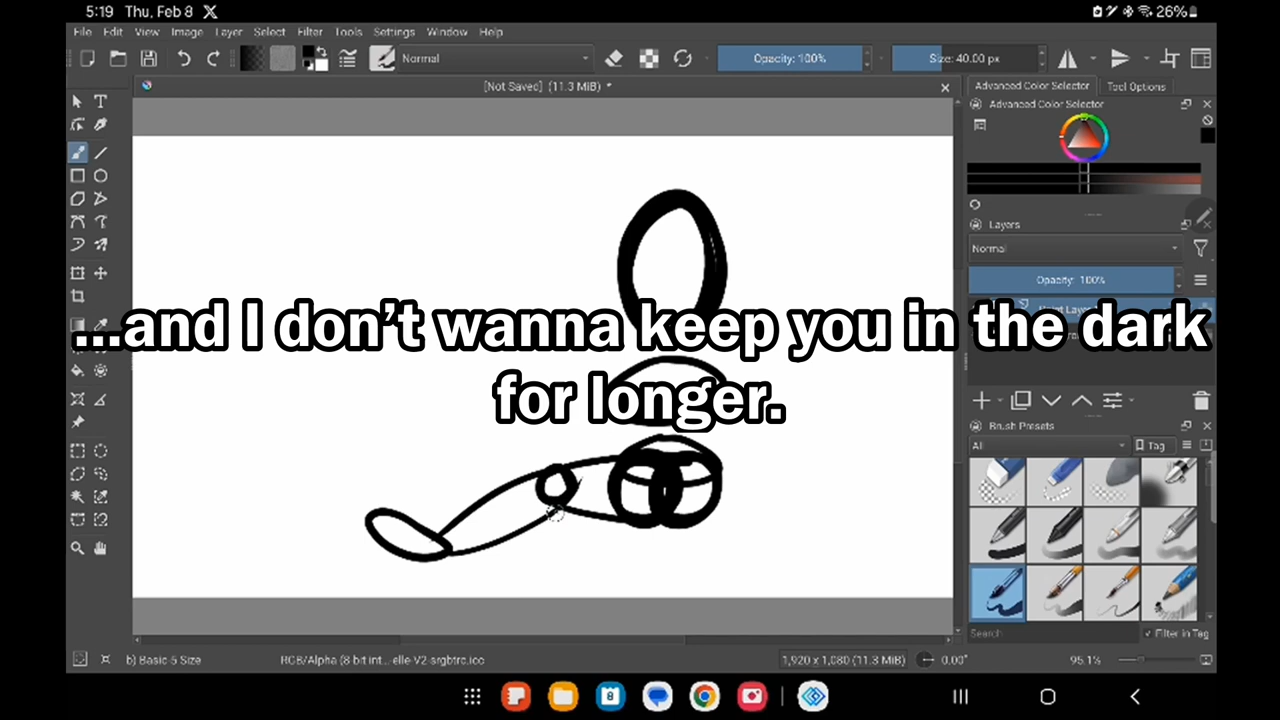 5:19 Thu, Feb 8
26%
File Edit View Image Layer Select Filter Tools Settings Window Help
Normal
Opacity: 100%
Size: 40.00 px
[Not Saved] (11.3 MiB) *
Advanced Color Selector
Tool Options
Advanced Color Selector
Layers
Normal
Opacity: 100%
...and I don't wanna keep you in the dark
for longer.
Brush Presets
All
Tag
Search
Filter in Tag
b) Basic-5 Size
RGB/Alpha (8 bit int... elle-V2-srgbtrc.icc
1,920 x 1,080 (11.3 MiB)
0.00°
95.1%
8